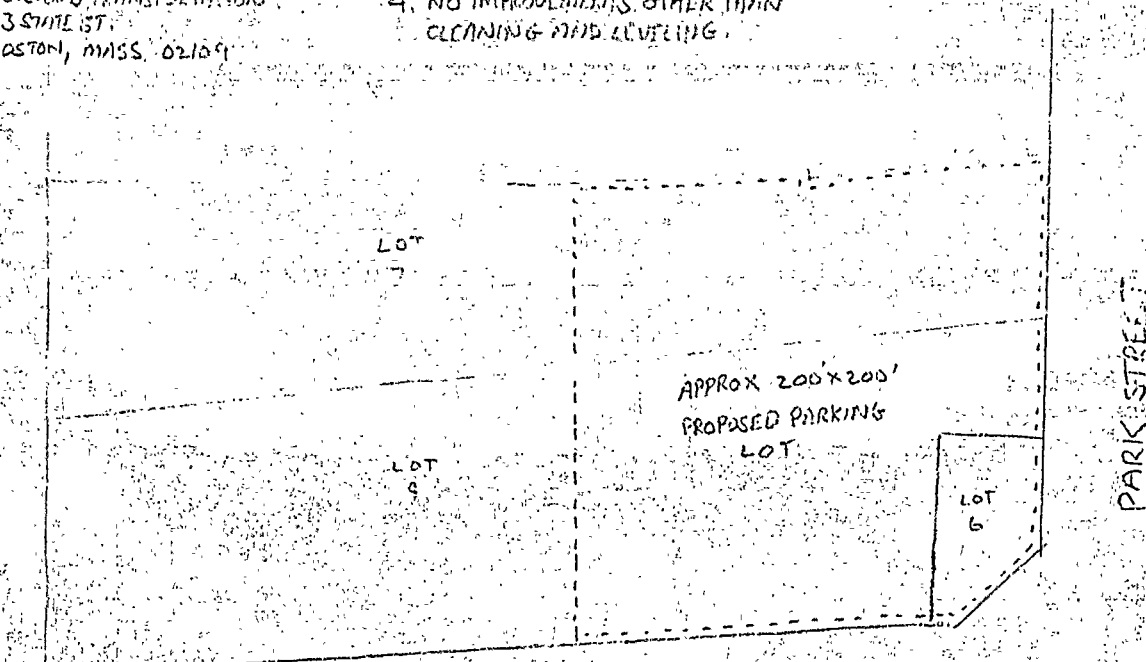 3 STATE ST.
OSTON, MASS. 02109
4. NO IMPROVEMENTS OTHER THAN
CLEANING AND LEVELING.
LOT
7
LOT
APPROX 200'X200'
PROPOSED PARKING
LOT
LOT
6
PARK STREET